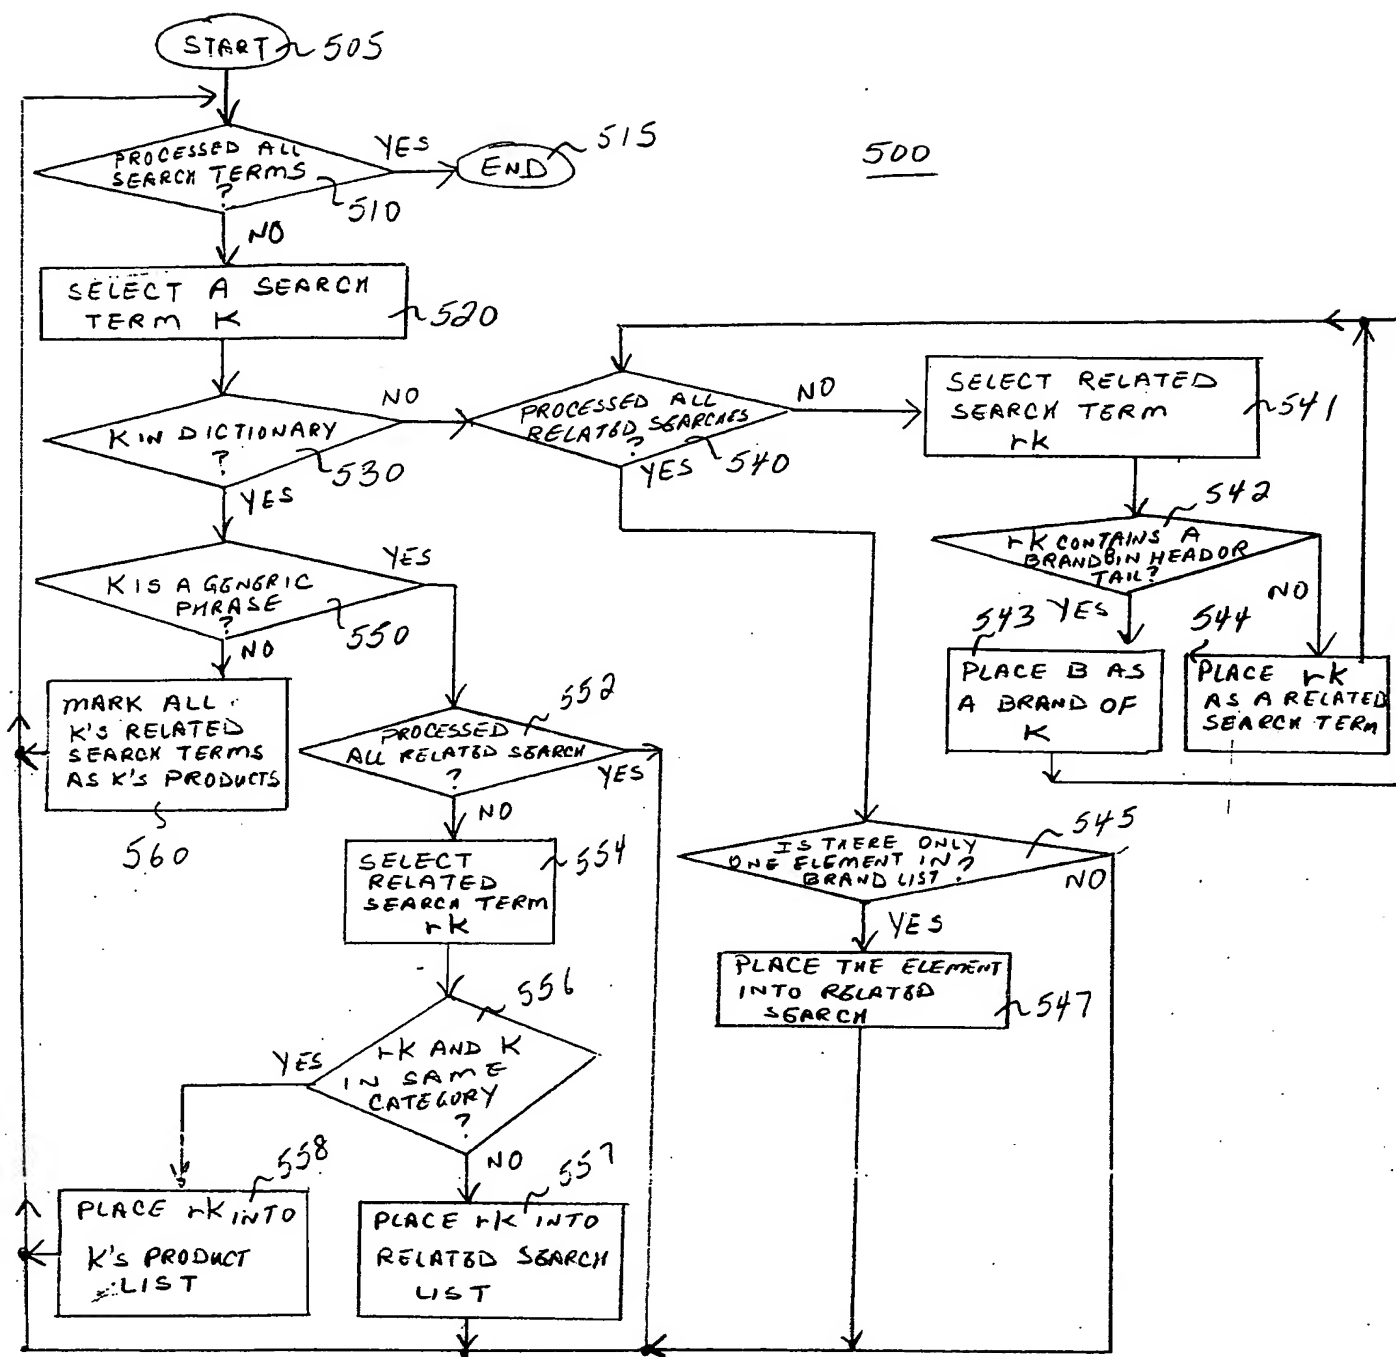 START
505
PROCESSED ALL
SEARCH TERMS
?
510
YES
END
515
500
NO
SELECT A SEARCH
TERM K
520
K IN DICTIONARY
?
530
NO
YES
PROCESSED ALL
RELATED SEARCHES
?
540
NO
YES
SELECT RELATED
SEARCH TERM
rK
541
rK CONTAINS A
BRAND B IN HEAD OR
TAIL?
542
YES
NO
543
PLACE B AS
A BRAND OF
K
544
PLACE rK
AS A RELATED
SEARCH TERM
K IS A GENERIC
PHRASE
?
550
YES
NO
MARK ALL
K'S RELATED
SEARCH TERMS
AS K'S PRODUCTS
560
PROCESSED
ALL RELATED SEARCH
?
552
YES
NO
SELECT
RELATED
SEARCH TERM
rK
554
IS THERE ONLY
ONE ELEMENT IN
BRAND LIST?
545
NO
YES
PLACE THE ELEMENT
INTO RELATED
SEARCH
547
rK AND K
IN SAME
CATEGORY
?
556
YES
NO
PLACE rK INTO
K'S PRODUCT
LIST
558
PLACE rK INTO
RELATED SEARCH
LIST
557